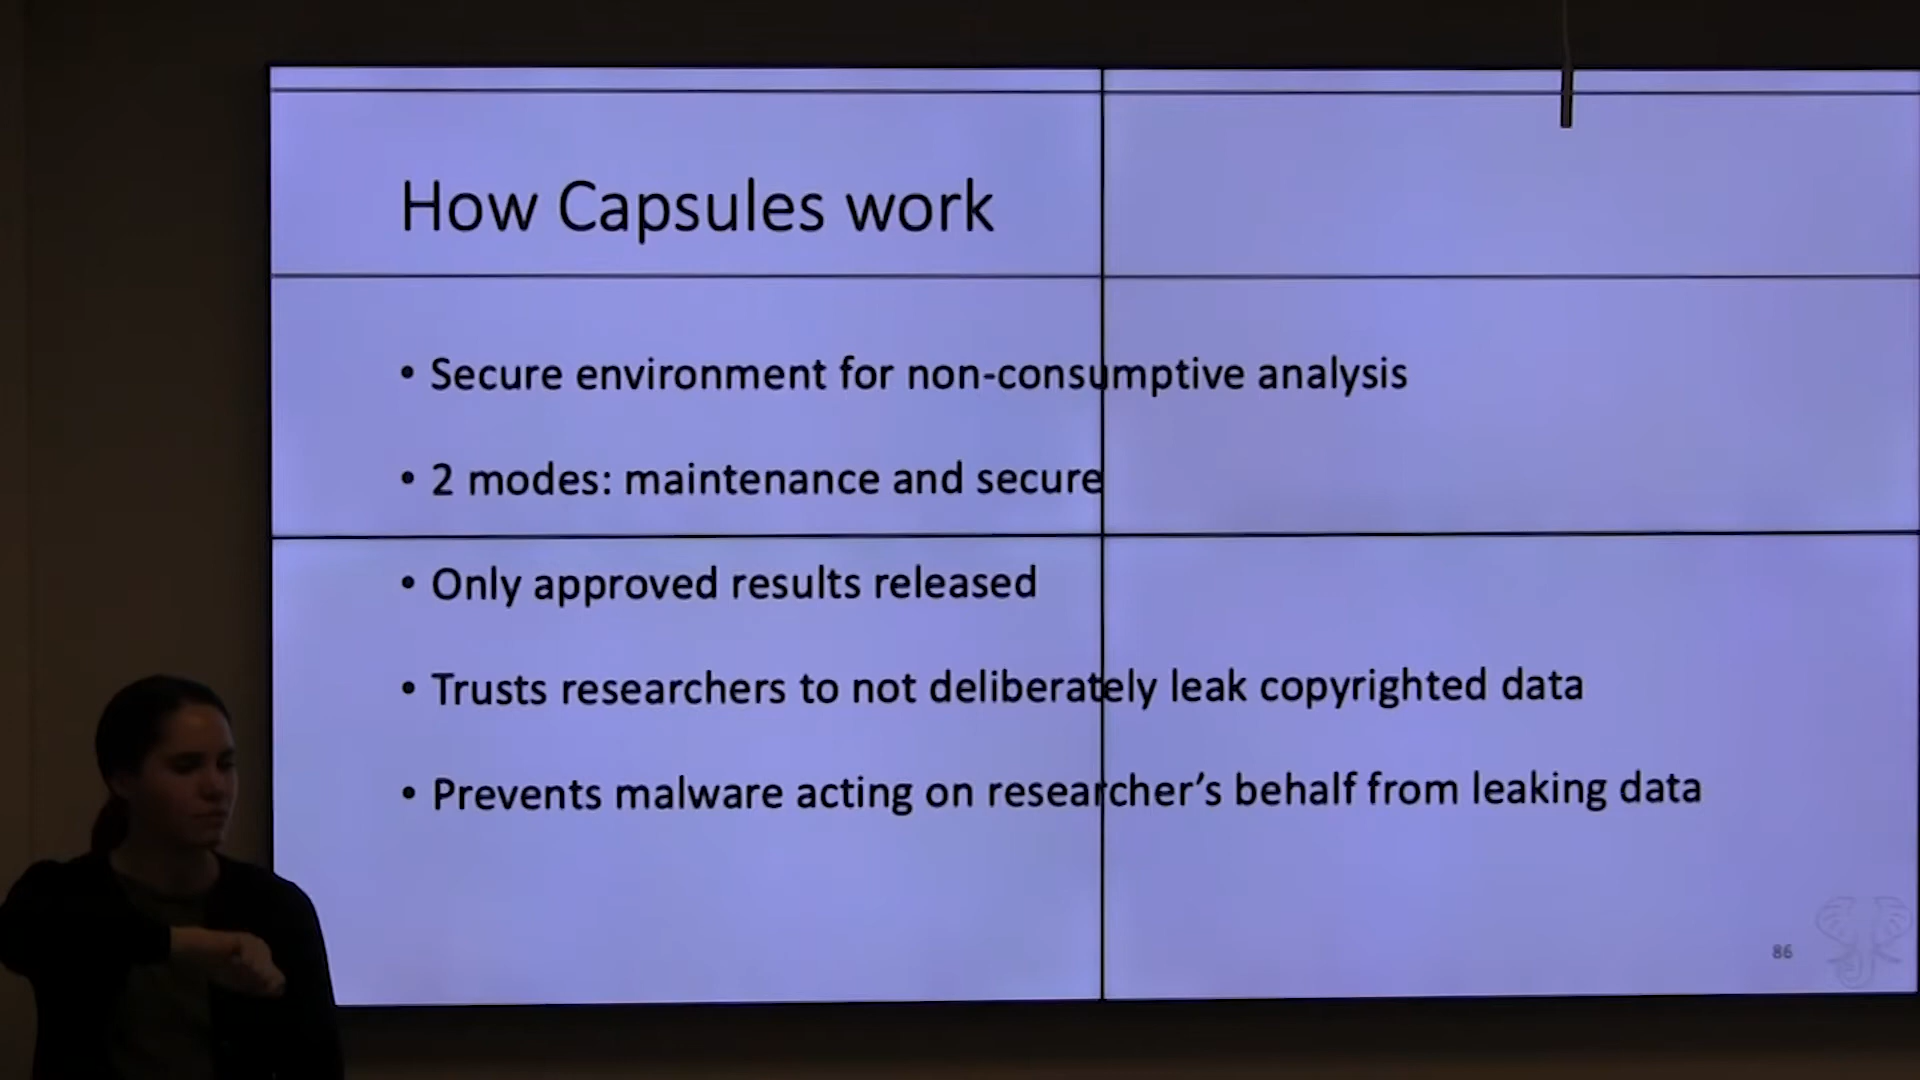 How Capsules work
• Secure environment for non-consumptive analysis
• 2 modes: maintenance and secure
• Only approved results released
• Trusts researchers to not deliberately leak copyrighted data
• Prevents malware acting on researcher's behalf from leaking data
86